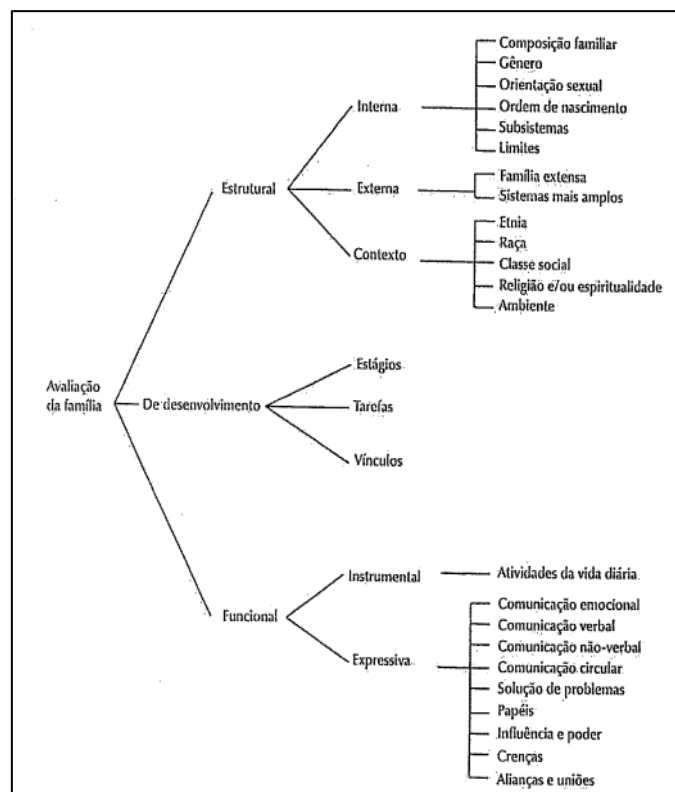 Composição familiar
Gênero
Orientação sexual
Interna
Ordem de nascimento
Subsistemas
Limites
Estrutural
Externa
Família extensa
Sistemas mais amplos
Etnia
Raça
Contexto
Classe social
Religião e/ou espiritualidade
Ambiente
Avaliação
da família
De desenvolvimento
Estágios
Tarefas
Vínculos
Funcional
Instrumental
Atividades da vida diária
Comunicação emocional
Comunicação verbal
Comunicação não-verbal
Expressiva
Comunicação circular
Solução de problemas
Papéis
Influência e poder
Crenças
Alianças e uniões